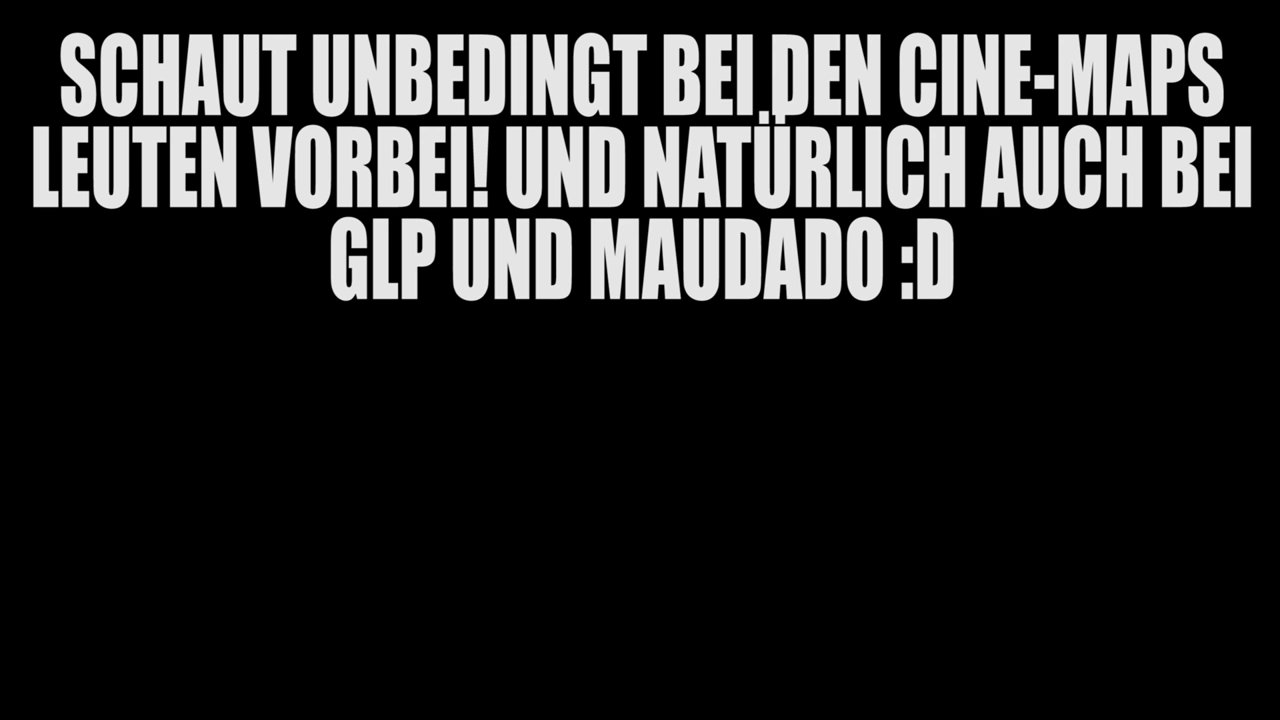 SCHAUT UNBEDINGT BEI DEN CINE-MAPS
LEUTEN VORBEI! UND NATÜRLICH AUCH BEI
GLP UND MAUDADO :D